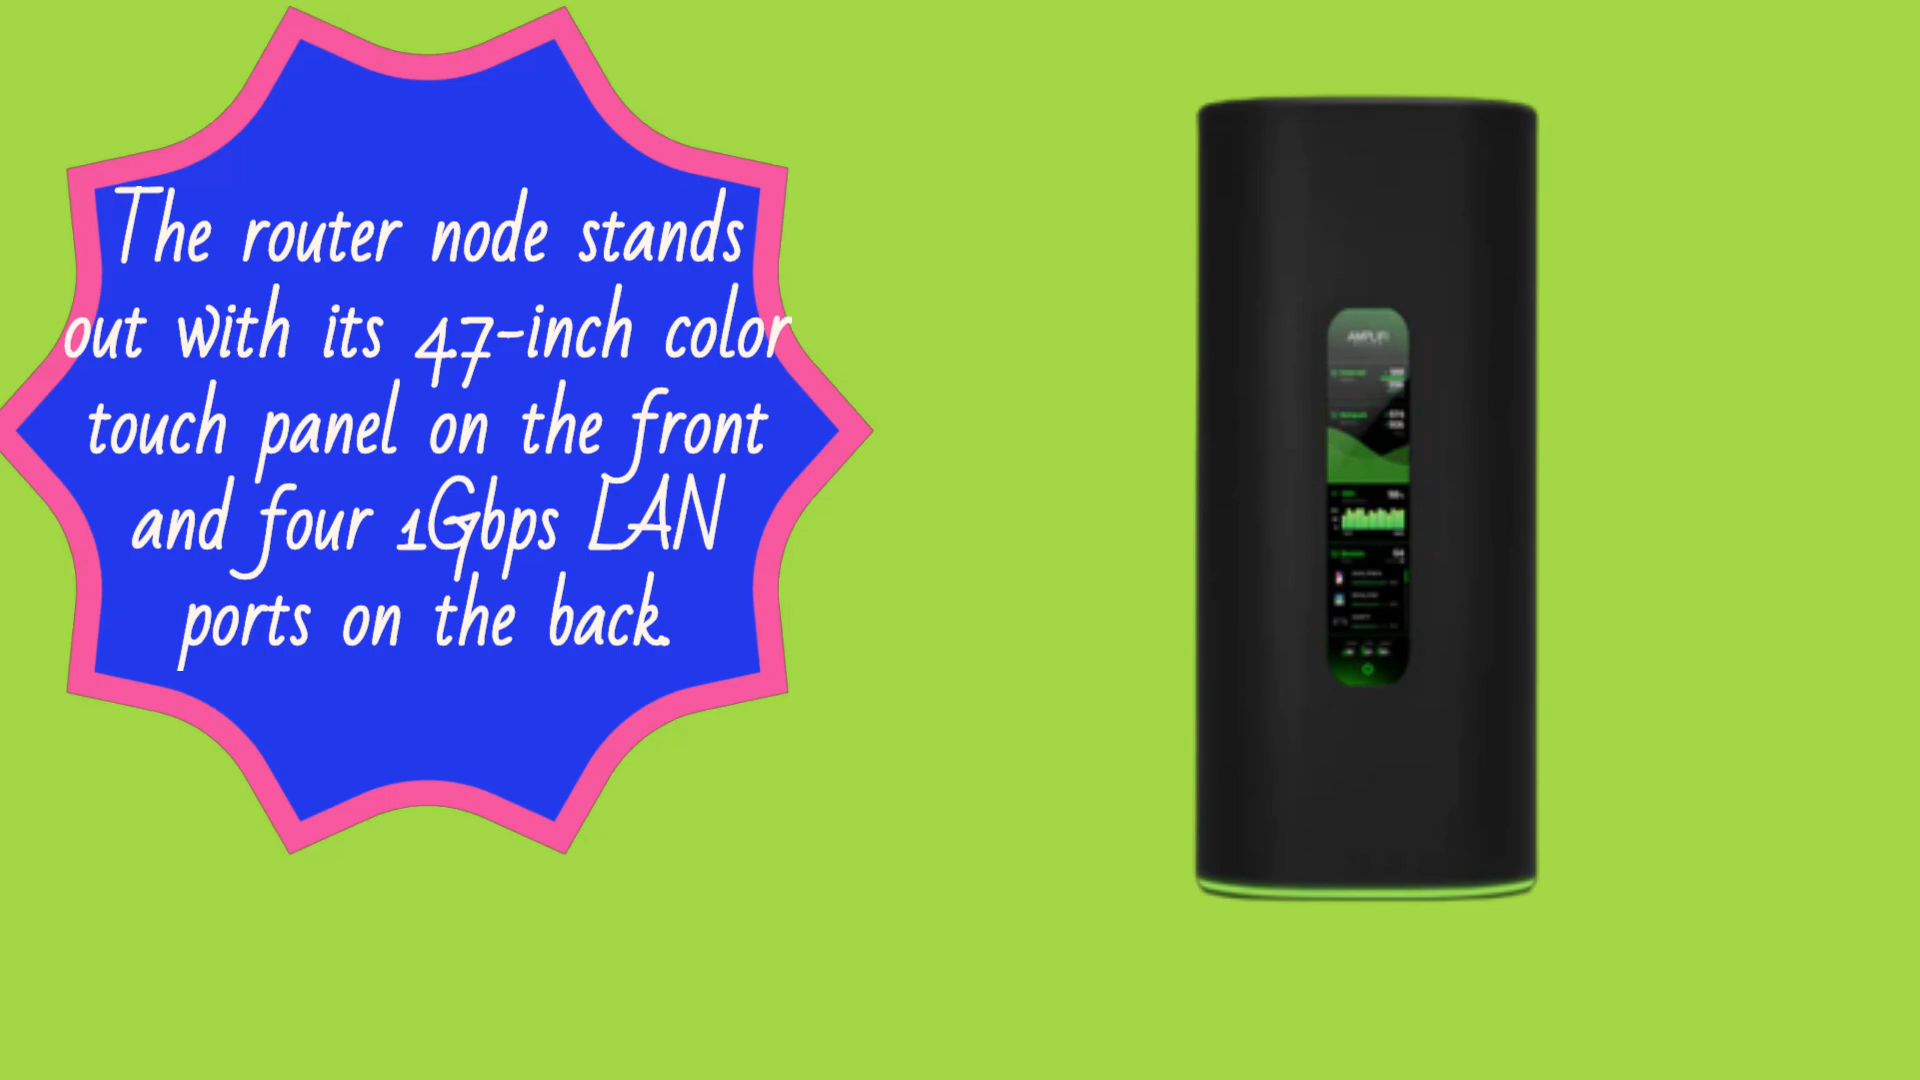 The router node stands
out with its 4.7-inch color
touch panel on the front
and four 1Gbps LAN
ports on the back.
AMPLIFI